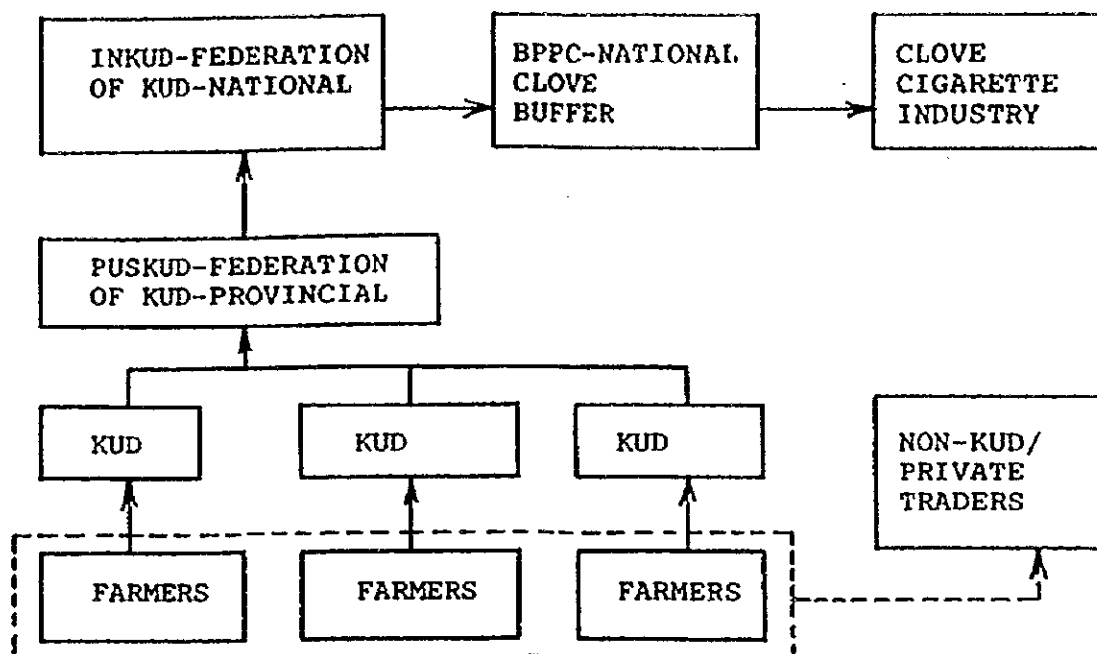 INKUD-FEDERATION
OF KUD-NATIONAL
BPPC-NATIONAL
CLOVE
BUFFER
CLOVE
CIGARETTE
INDUSTRY
PUSKUD-FEDERATION
OF KUD-PROVINCIAL
KUD
KUD
KUD
NON-KUD/
PRIVATE
TRADERS
FARMERS
FARMERS
FARMERS